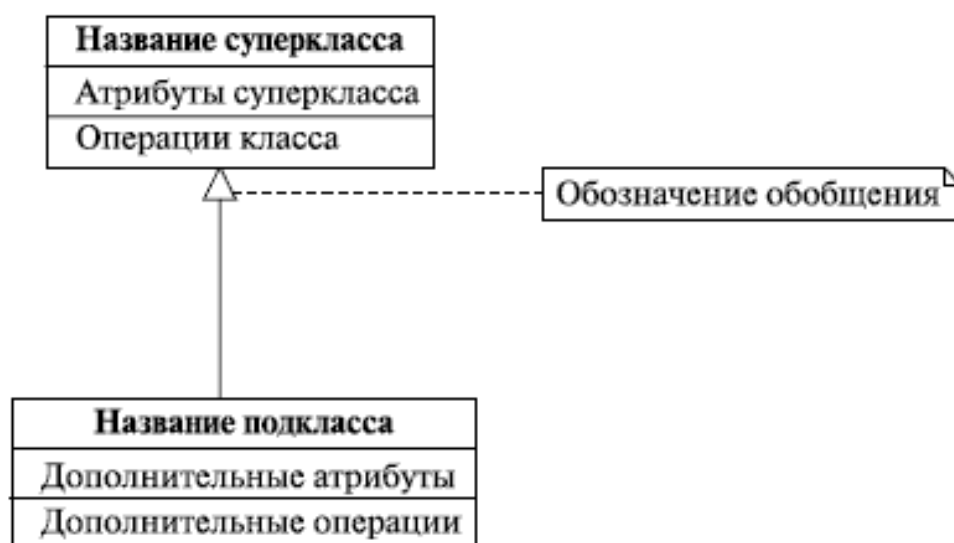 Название суперкласса
Атрибуты суперкласса
Операции класса
Обозначение обобщения
Название подкласса
Дополнительные атрибуты
Дополнительные операции